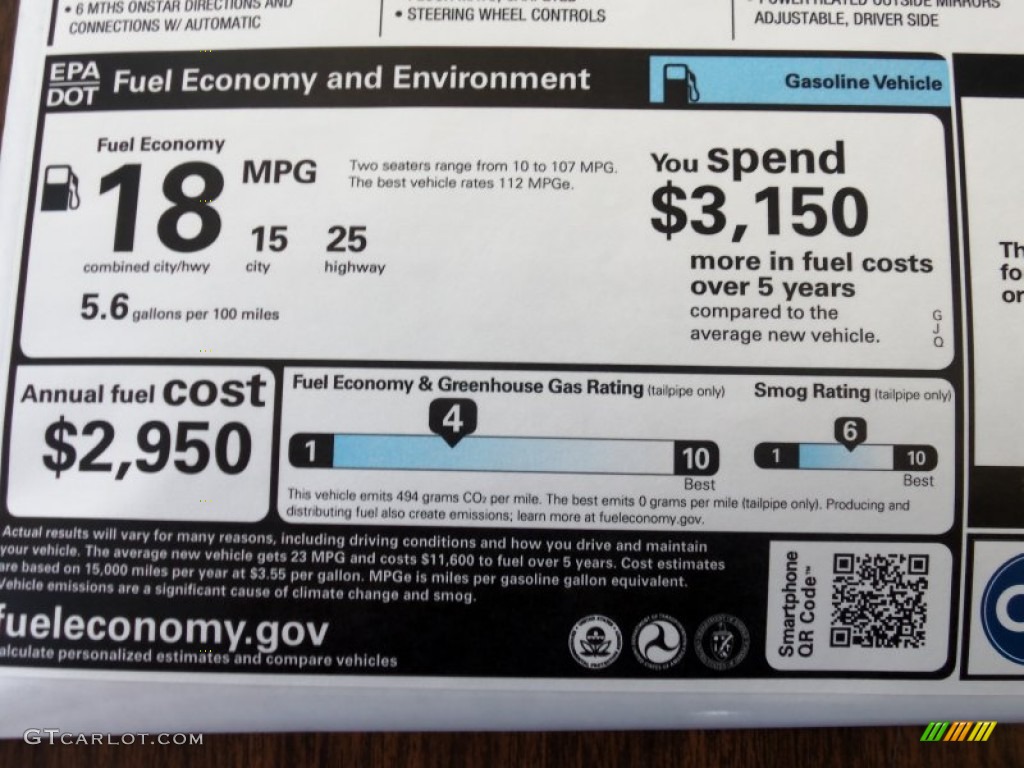 • 6 MTHS ONSTAR DIRECTIONS AND
CONNECTIONS W/ AUTOMATIC
• STEERING WHEEL CONTROLS
• POWER/HEATED OUTSIDE MIRRORS
ADJUSTABLE, DRIVER SIDE
EPA
DOT
Fuel Economy and Environment
Gasoline Vehicle
Fuel Economy
18 MPG
combined city/hwy
15
city
25
highway
Two seaters range from 10 to 107 MPG.
The best vehicle rates 112 MPGe.
5.6 gallons per 100 miles
You spend
$3,150
more in fuel costs
over 5 years
compared to the
average new vehicle.
G
J
Q
Annual fuel cost
$2,950
Fuel Economy & Greenhouse Gas Rating (tailpipe only)
4
1
10
Best
Smog Rating (tailpipe only)
6
1
10
Best
This vehicle emits 494 grams CO₂ per mile. The best emits 0 grams per mile (tailpipe only). Producing and
distributing fuel also create emissions; learn more at fueleconomy.gov.
Actual results will vary for many reasons, including driving conditions and how you drive and maintain
your vehicle. The average new vehicle gets 23 MPG and costs $11,600 to fuel over 5 years. Cost estimates
are based on 15,000 miles per year at $3.55 per gallon. MPGe is miles per gasoline gallon equivalent.
Vehicle emissions are a significant cause of climate change and smog.
fueleconomy.gov
alculate personalized estimates and compare vehicles
Smartphone
QR Code™
Th
fo
or
GTCARLOT.COM